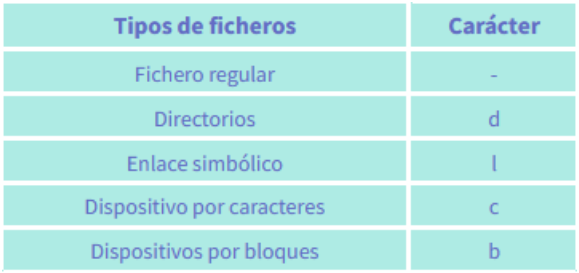 Tipos de ficheros Carácter
Fichero regular -
Directorios d
Enlace simbólico l
Dispositivo por caracteres c
Dispositivos por bloques b